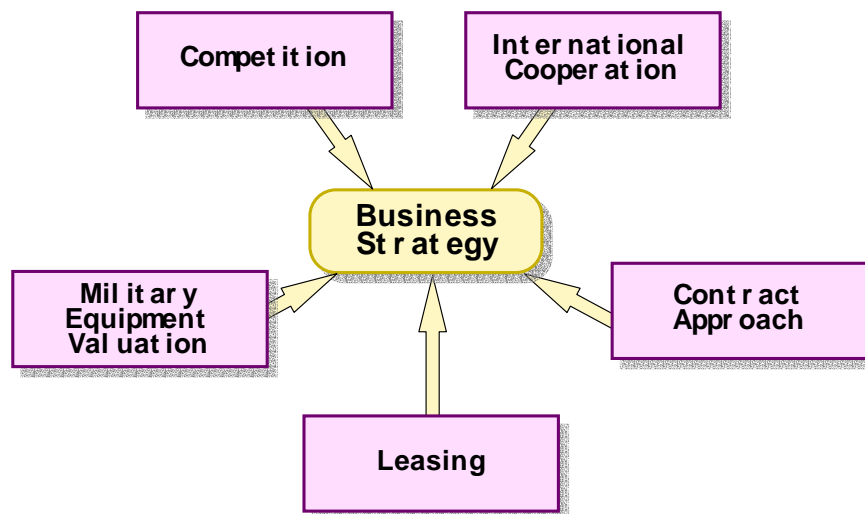 Competition
International
Cooperation
Business
Strategy
Military
Equipment
Valuation
Contract
Approach
Leasing